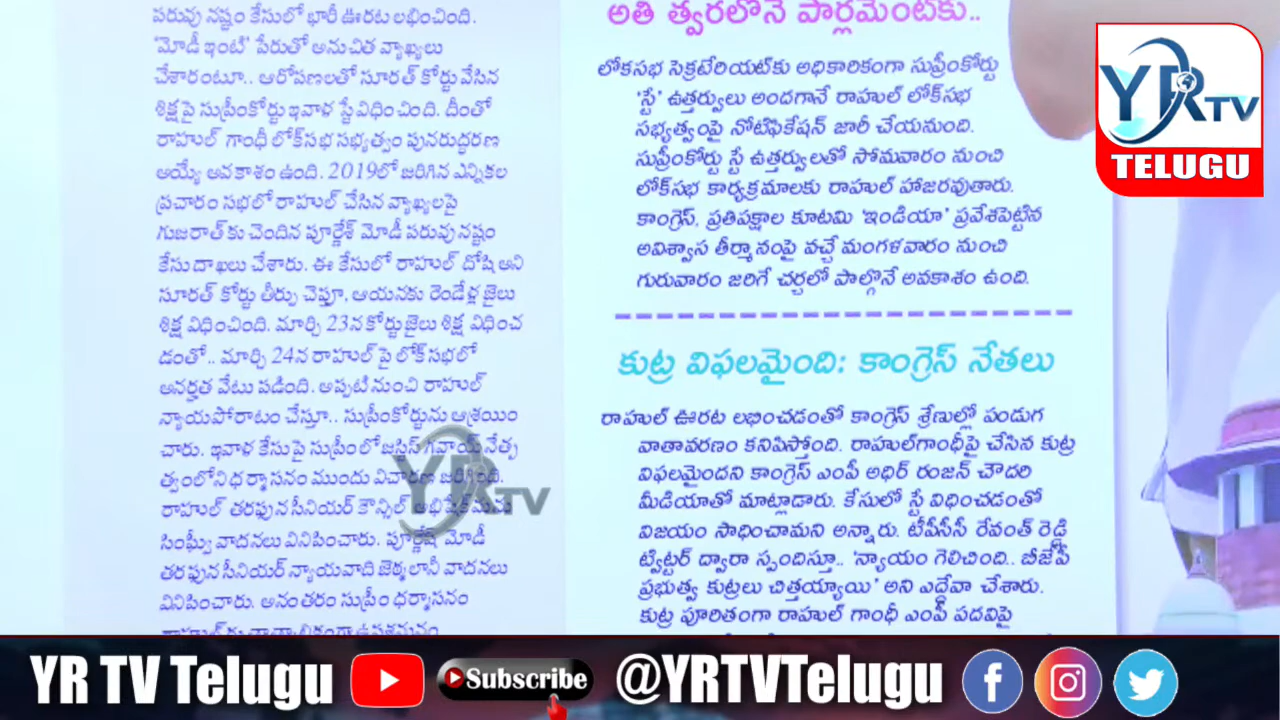 పరువు నష్టం కేసులో భారీ ఊరట లభించింది.
'మోడీ ఇంటి' పేరుతో అనుచిత వ్యాఖ్యలు
చేశారంటూ.. ఆరోపణలతో సూరత్ కోర్టు వేసిన
శిక్షపై సుప్రీంకోర్టు ఇవాళ స్టే విధించింది. దీంతో
రాహుల్ గాంధీ లోక్‌సభ సభ్యత్వం పునరుద్ధరణ
అయ్యే అవకాశం ఉంది. 2019లో జరిగిన ఎన్నికల
ప్రచారం సభలో రాహుల్ చేసిన వ్యాఖ్యలపై
గుజరాత్‌కు చెందిన పూర్ణేశ్ మోడీ పరువు నష్టం
కేసు దాఖలు చేశారు. ఈ కేసులో రాహుల్ దోషి అని
సూరత్ కోర్టు తీర్పు చెప్తూ, ఆయనకు రెండేళ్ల జైలు
శిక్ష విధించింది. మార్చి 23న కోర్టు జైలు శిక్ష విధించ
డంతో.. మార్చి 24న రాహుల్ పై లోక్‌సభలో
అనర్హత వేటు పడింది. అప్పటి నుంచి రాహుల్
న్యాయపోరాటం చేస్తూ.. సుప్రీంకోర్టును ఆశ్రయిం
చారు. ఇవాళ కేసుపై సుప్రీంలో జస్టిస్ గవాయ్ నేతృ
త్వంలోని ధర్మాసనం ముందు విచారణ జరిగింది.
రాహుల్ తరఫున సీనియర్ కౌన్సిల్ అభిషేక్ మను
సింఘ్వీ వాదనలు వినిపించారు. పూర్ణేష్ మోడీ
తరఫున సీనియర్ న్యాయవాది జెఠ్మలానీ వాదనలు
వినిపించారు. అనంతరం సుప్రీం ధర్మాసనం
అతి త్వరలోనే పార్లమెంట్‌కు..
లోకసభ సెక్రటేరియట్‌కు అధికారికంగా సుప్రీంకోర్టు
'స్టే' ఉత్తర్వులు అందగానే రాహుల్ లోక్‌సభ
సభ్యత్వంపై నోటిఫికేషన్ జారీ చేయనుంది.
సుప్రీంకోర్టు స్టే ఉత్తర్వులతో సోమవారం నుంచి
లోక్‌సభ కార్యక్రమాలకు రాహుల్ హాజరవుతారు.
కాంగ్రెస్, ప్రతిపక్షాల కూటమి 'ఇండియా' ప్రవేశపెట్టిన
అవిశ్వాస తీర్మానంపై వచ్చే మంగళవారం నుంచి
గురువారం జరిగే చర్చలో పాల్గొనే అవకాశం ఉంది.
కుట్ర విఫలమైంది: కాంగ్రెస్ నేతలు
రాహుల్ ఊరట లభించడంతో కాంగ్రెస్ శ్రేణుల్లో పండుగ
వాతావరణం కనిపిస్తోంది. రాహుల్‌గాంధీపై చేసిన కుట్ర
విఫలమైందని కాంగ్రెస్ ఎంపీ అధిర్ రంజన్ చౌదరి
మీడియాతో మాట్లాడారు. కేసులో స్టే విధించడంతో
విజయం సాధించామని అన్నారు. టీపీసీసీ రేవంత్ రెడ్డి
ట్విట్టర్ ద్వారా స్పందిస్తూ.. 'న్యాయం గెలిచింది.. బీజేపీ
ప్రభుత్వ కుట్రలు చిత్తయ్యాయి' అని ఎద్దేవా చేశారు.
కుట్ర పూరితంగా రాహుల్ గాంధీ ఎంపీ పదవిపై
YRTV
TELUGU
YRTV
YR TV Telugu
Subscribe
@YRTVTelugu